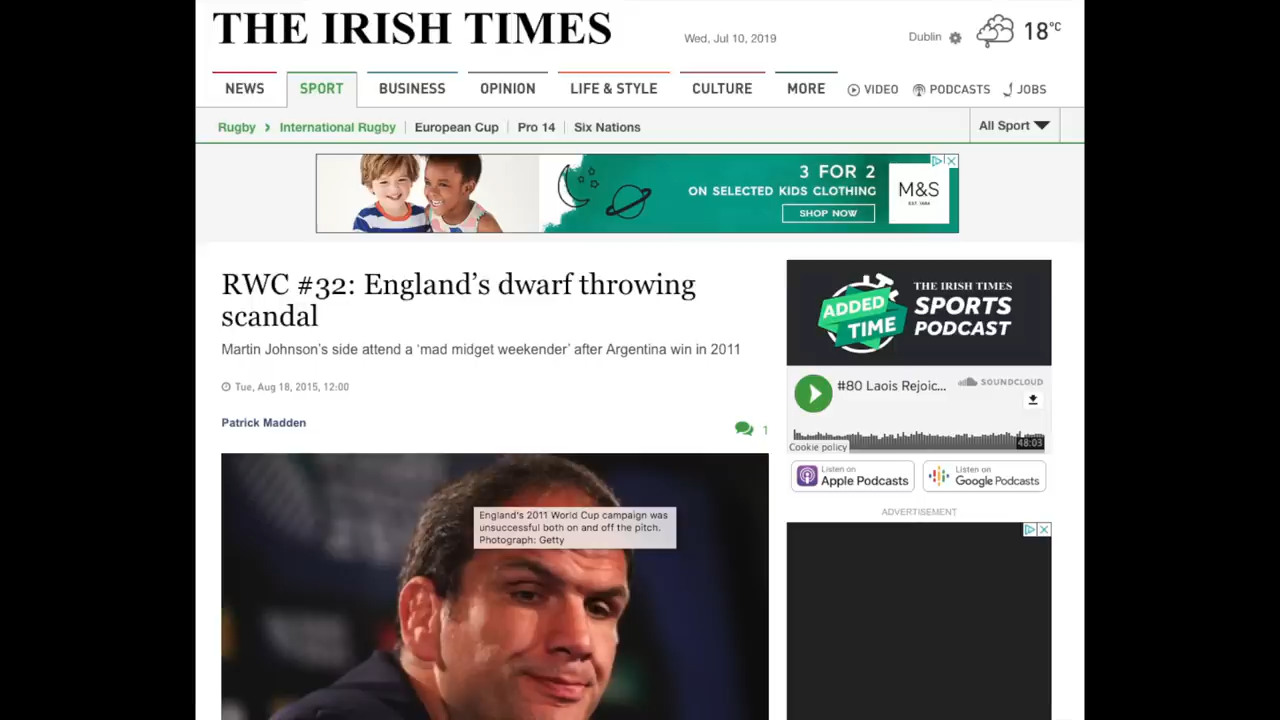 THE IRISH TIMES
Wed, Jul 10, 2019
Dublin
18°C
NEWS
SPORT
BUSINESS
OPINION
LIFE & STYLE
CULTURE
MORE
VIDEO
PODCASTS
JOBS
Rugby › International Rugby
European Cup
Pro 14
Six Nations
All Sport
3 FOR 2
ON SELECTED KIDS CLOTHING
SHOP NOW
M&S
EST. 1884
RWC #32: England’s dwarf throwing
scandal
Martin Johnson’s side attend a ‘mad midget weekender’ after Argentina win in 2011
Tue, Aug 18, 2015, 12:00
Patrick Madden
1
England's 2011 World Cup campaign was
unsuccessful both on and off the pitch.
Photograph: Getty
ADDED
TIME
THE IRISH TIMES
SPORTS
PODCAST
#80 Laois Rejoic...
SOUNDCLOUD
Cookie policy
48:03
Listen on
Apple Podcasts
Listen on
Google Podcasts
ADVERTISEMENT